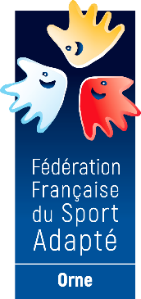 Fédération
Française
du Sport
Adapté
Orne